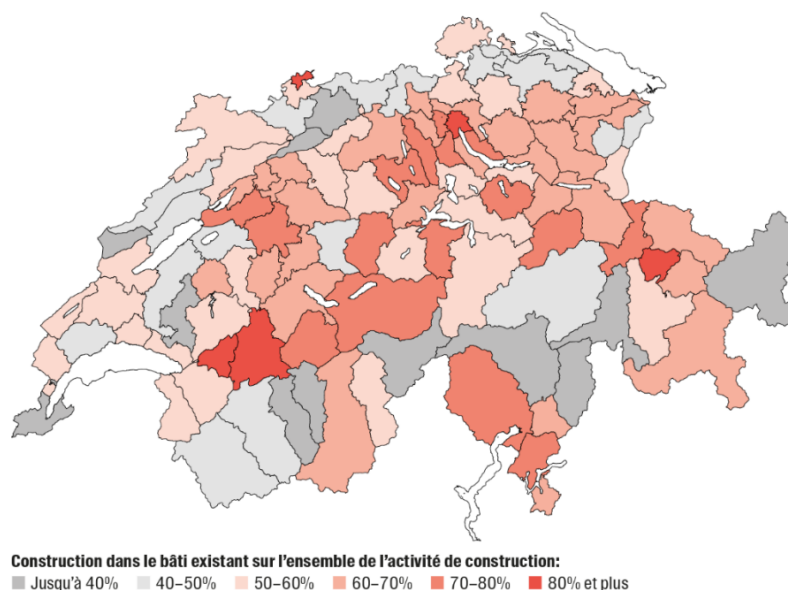 Construction dans le bâti existant sur l'ensemble de l'activité de construction:
Jusqu'à 40% 40–50% 50–60% 60–70% 70–80% 80% et plus